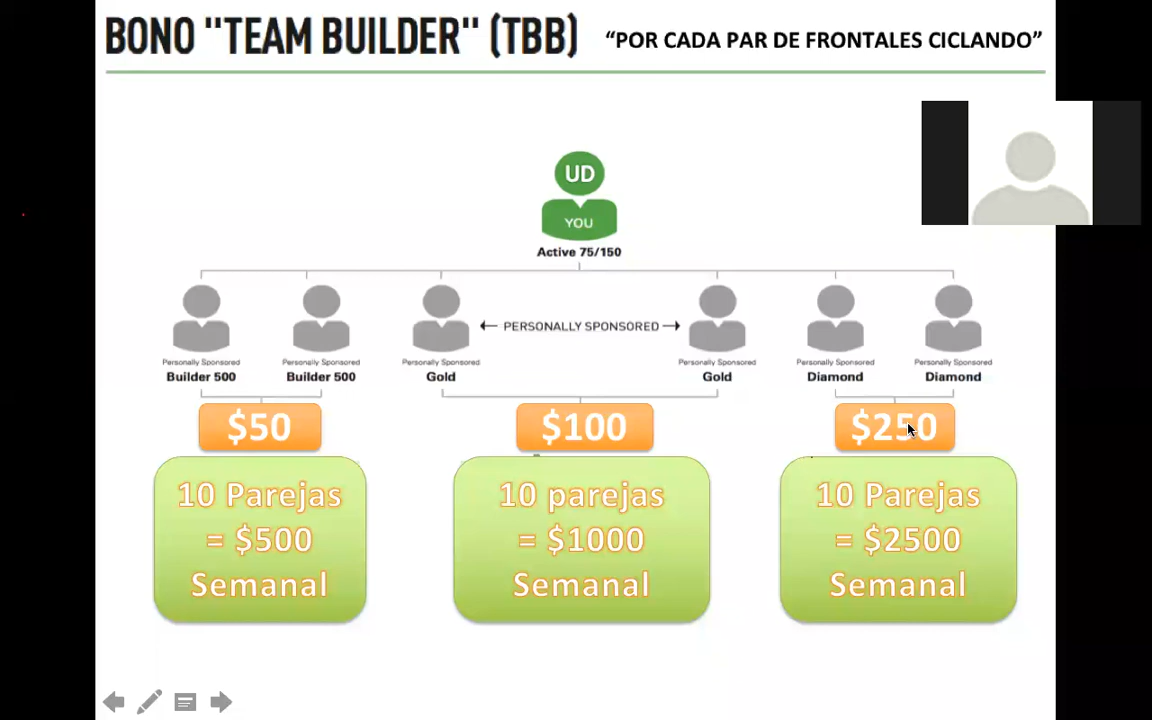 BONO "TEAM BUILDER" (TBB) “POR CADA PAR DE FRONTALES CICLANDO”
UD
YOU
Active 75/150
PERSONALLY SPONSORED
Personally Sponsored Personally Sponsored Personally Sponsored Personally Sponsored Personally Sponsored Personally Sponsored
Builder 500 Builder 500 Gold Gold Diamond Diamond
$50 $100 $250
10 Parejas
= $500
Semanal
10 parejas
= $1000
Semanal
10 Parejas
= $2500
Semanal